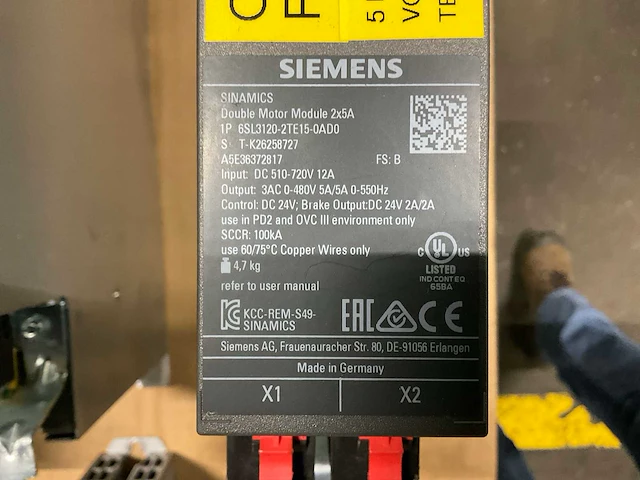 5
SIEMENS
SINAMICS
Double Motor Module 2x5A
1P 6SL3120-2TE15-0AD0
S T-K26258727
A5E36372817 FS: B
Input: DC 510-720V 12A
Output: 3AC 0-480V 5A/5A 0-550Hz
Control: DC 24V; Brake Output:DC 24V 2A/2A
use in PD2 and OVC III environment only
SCCR: 100kA
use 60/75°C Copper Wires only
C UL US
LISTED
IND CONT EQ
65BA
4,7 kg
refer to user manual
KCC-REM-S49-
SINAMICS
EAC CE
Siemens AG, Frauenauracher Str. 80, DE-91056 Erlangen
Made in Germany
X1 X2